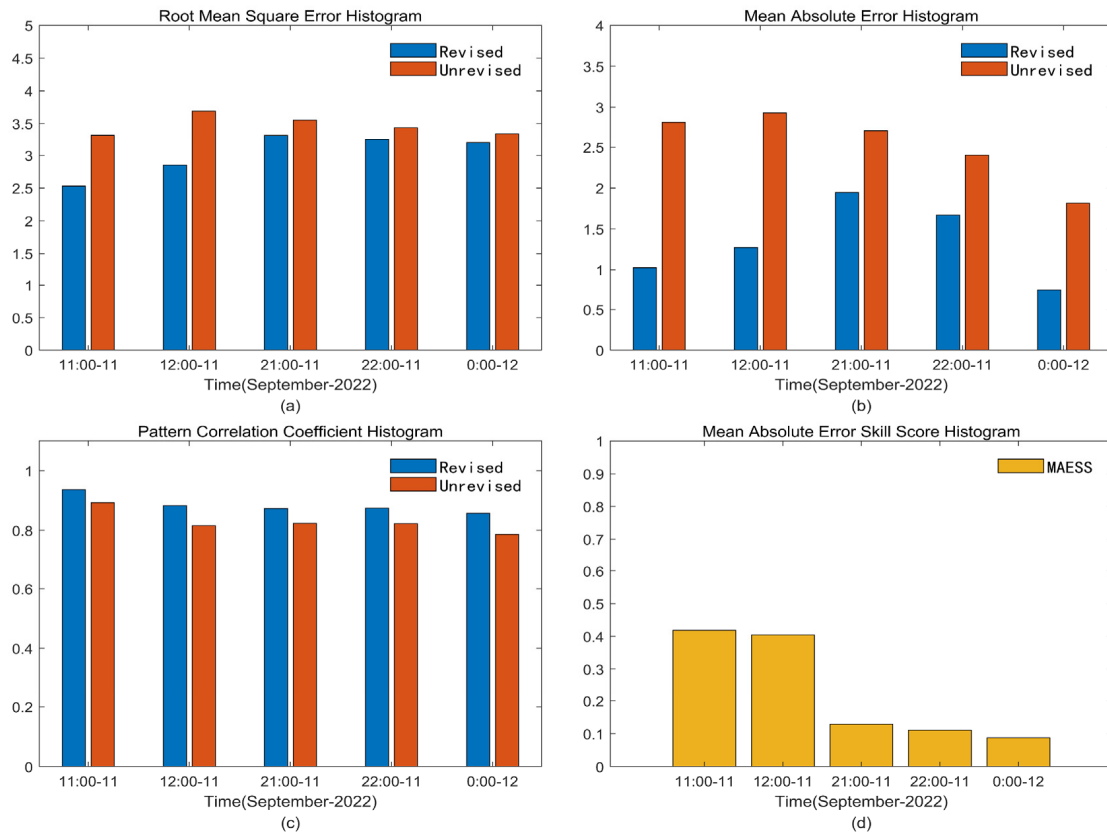 Root Mean Square Error Histogram
5
4.5
4
3.5
3
2.5
2
1.5
1
0.5
0
Revised
Unrevised
11:00-11 12:00-11 21:00-11 22:00-11 0:00-12
Time(September-2022)
(a)
Mean Absolute Error Histogram
4
3.5
3
2.5
2
1.5
1
0.5
0
Revised
Unrevised
11:00-11 12:00-11 21:00-11 22:00-11 0:00-12
Time(September-2022)
(b)
Pattern Correlation Coefficient Histogram
1
0.8
0.6
0.4
0.2
0
Revised
Unrevised
11:00-11 12:00-11 21:00-11 22:00-11 0:00-12
Time(September-2022)
(c)
Mean Absolute Error Skill Score Histogram
1
0.9
0.8
0.7
0.6
0.5
0.4
0.3
0.2
0.1
0
MAESS
11:00-11 12:00-11 21:00-11 22:00-11 0:00-12
Time(September-2022)
(d)